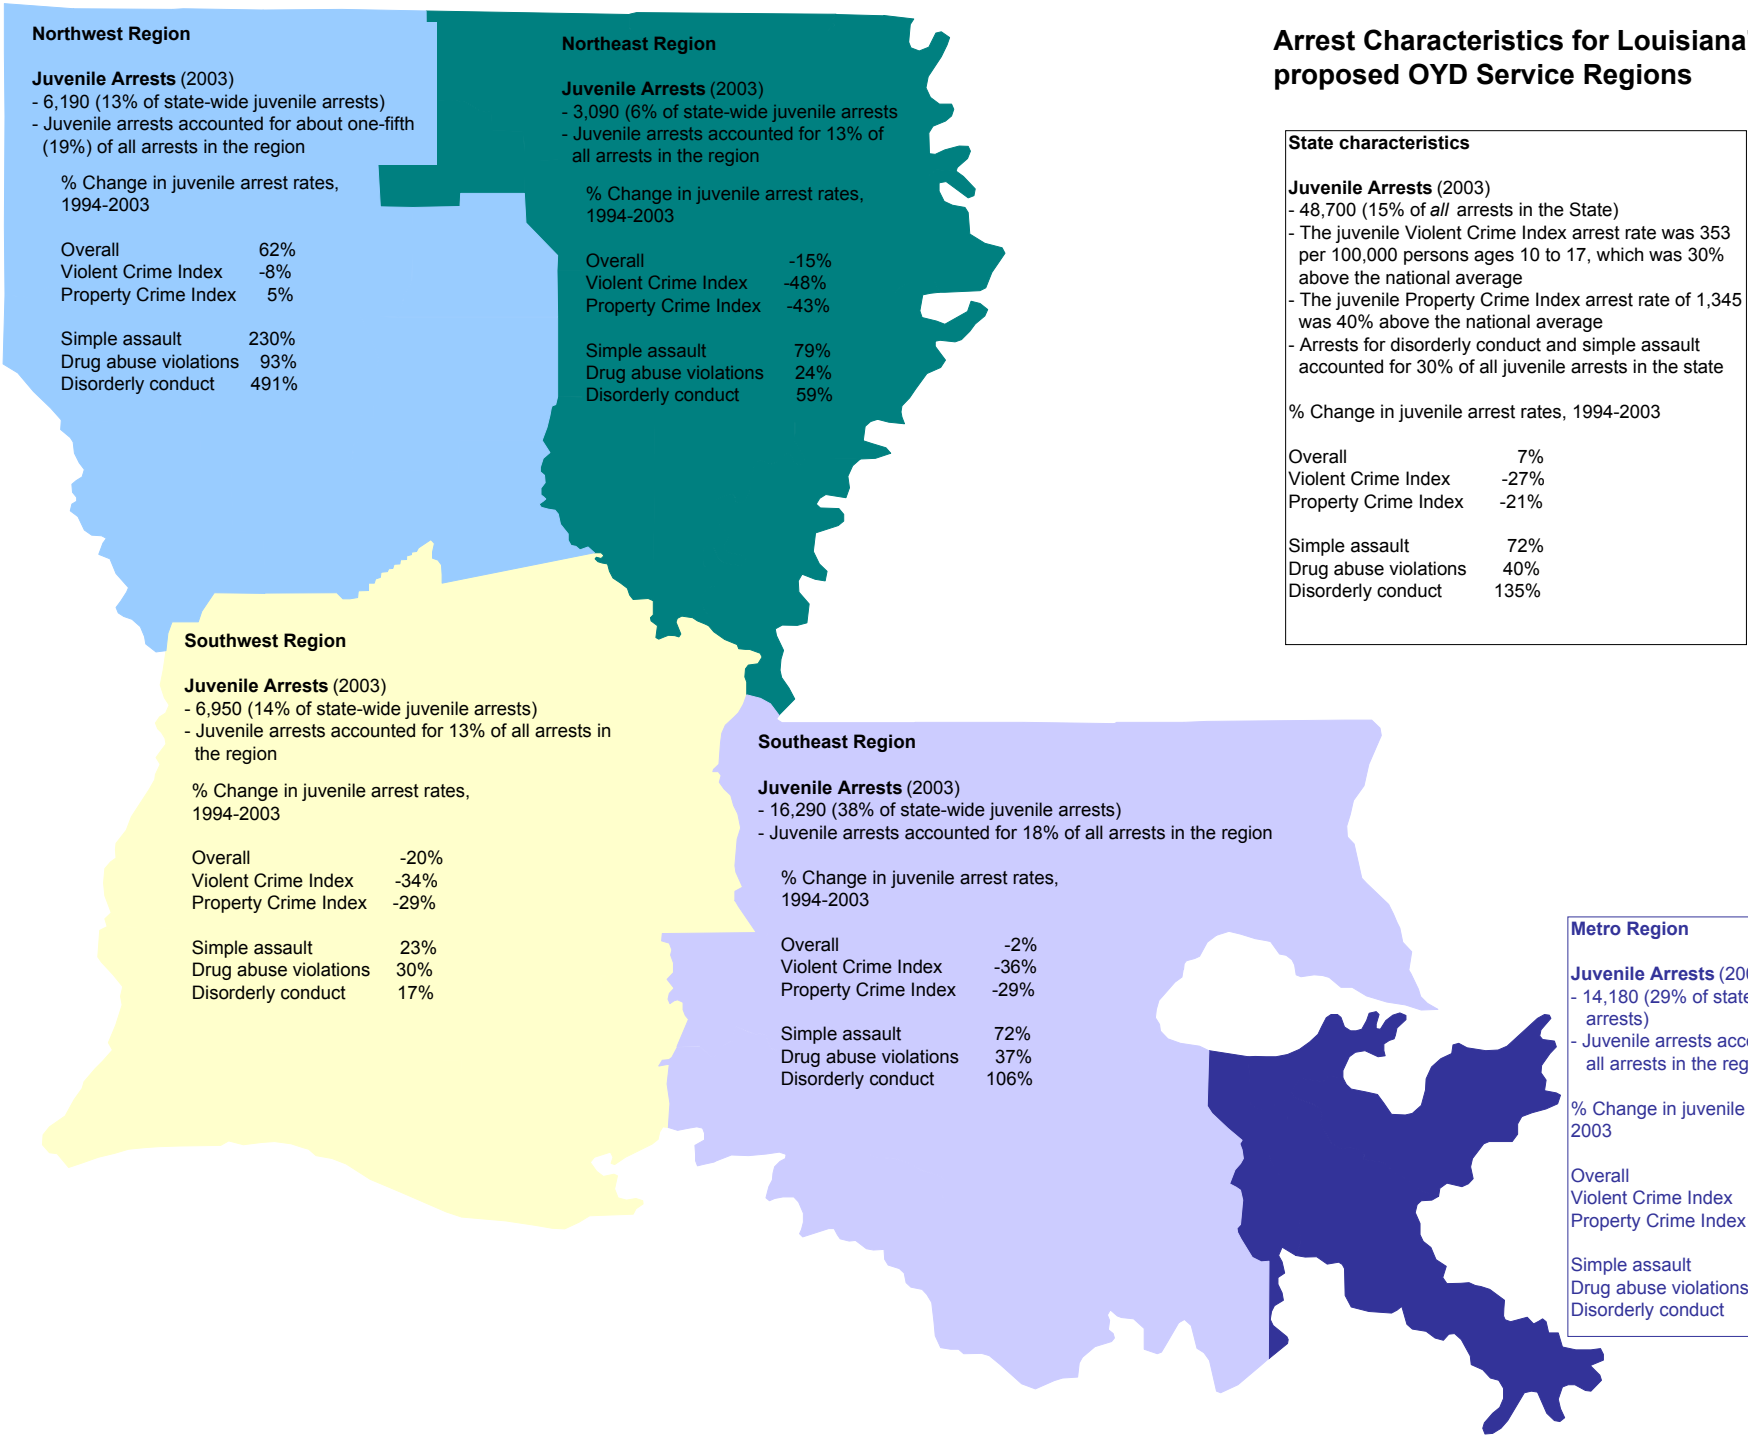 Arrest Characteristics for Louisiana'
proposed OYD Service Regions
Northwest Region
Juvenile Arrests (2003)
- 6,190 (13% of state-wide juvenile arrests)
- Juvenile arrests accounted for about one-fifth
(19%) of all arrests in the region
% Change in juvenile arrest rates,
1994-2003
Overall 62%
Violent Crime Index -8%
Property Crime Index 5%
Simple assault 230%
Drug abuse violations 93%
Disorderly conduct 491%
Northeast Region
Juvenile Arrests (2003)
- 3,090 (6% of state-wide juvenile arrests
- Juvenile arrests accounted for 13% of
all arrests in the region
% Change in juvenile arrest rates,
1994-2003
Overall -15%
Violent Crime Index -48%
Property Crime Index -43%
Simple assault 79%
Drug abuse violations 24%
Disorderly conduct 59%
State characteristics
Juvenile Arrests (2003)
- 48,700 (15% of all arrests in the State)
- The juvenile Violent Crime Index arrest rate was 353
per 100,000 persons ages 10 to 17, which was 30%
above the national average
- The juvenile Property Crime Index arrest rate of 1,345
was 40% above the national average
- Arrests for disorderly conduct and simple assault
accounted for 30% of all juvenile arrests in the state
% Change in juvenile arrest rates, 1994-2003
Overall 7%
Violent Crime Index -27%
Property Crime Index -21%
Simple assault 72%
Drug abuse violations 40%
Disorderly conduct 135%
Southwest Region
Juvenile Arrests (2003)
- 6,950 (14% of state-wide juvenile arrests)
- Juvenile arrests accounted for 13% of all arrests in
the region
% Change in juvenile arrest rates,
1994-2003
Overall -20%
Violent Crime Index -34%
Property Crime Index -29%
Simple assault 23%
Drug abuse violations 30%
Disorderly conduct 17%
Southeast Region
Juvenile Arrests (2003)
- 16,290 (38% of state-wide juvenile arrests)
- Juvenile arrests accounted for 18% of all arrests in the region
% Change in juvenile arrest rates,
1994-2003
Overall -2%
Violent Crime Index -36%
Property Crime Index -29%
Simple assault 72%
Drug abuse violations 37%
Disorderly conduct 106%
Metro Region
Juvenile Arrests (200
- 14,180 (29% of state
arrests)
- Juvenile arrests acc
all arrests in the reg
% Change in juvenile
2003
Overall
Violent Crime Index
Property Crime Index
Simple assault
Drug abuse violations
Disorderly conduct